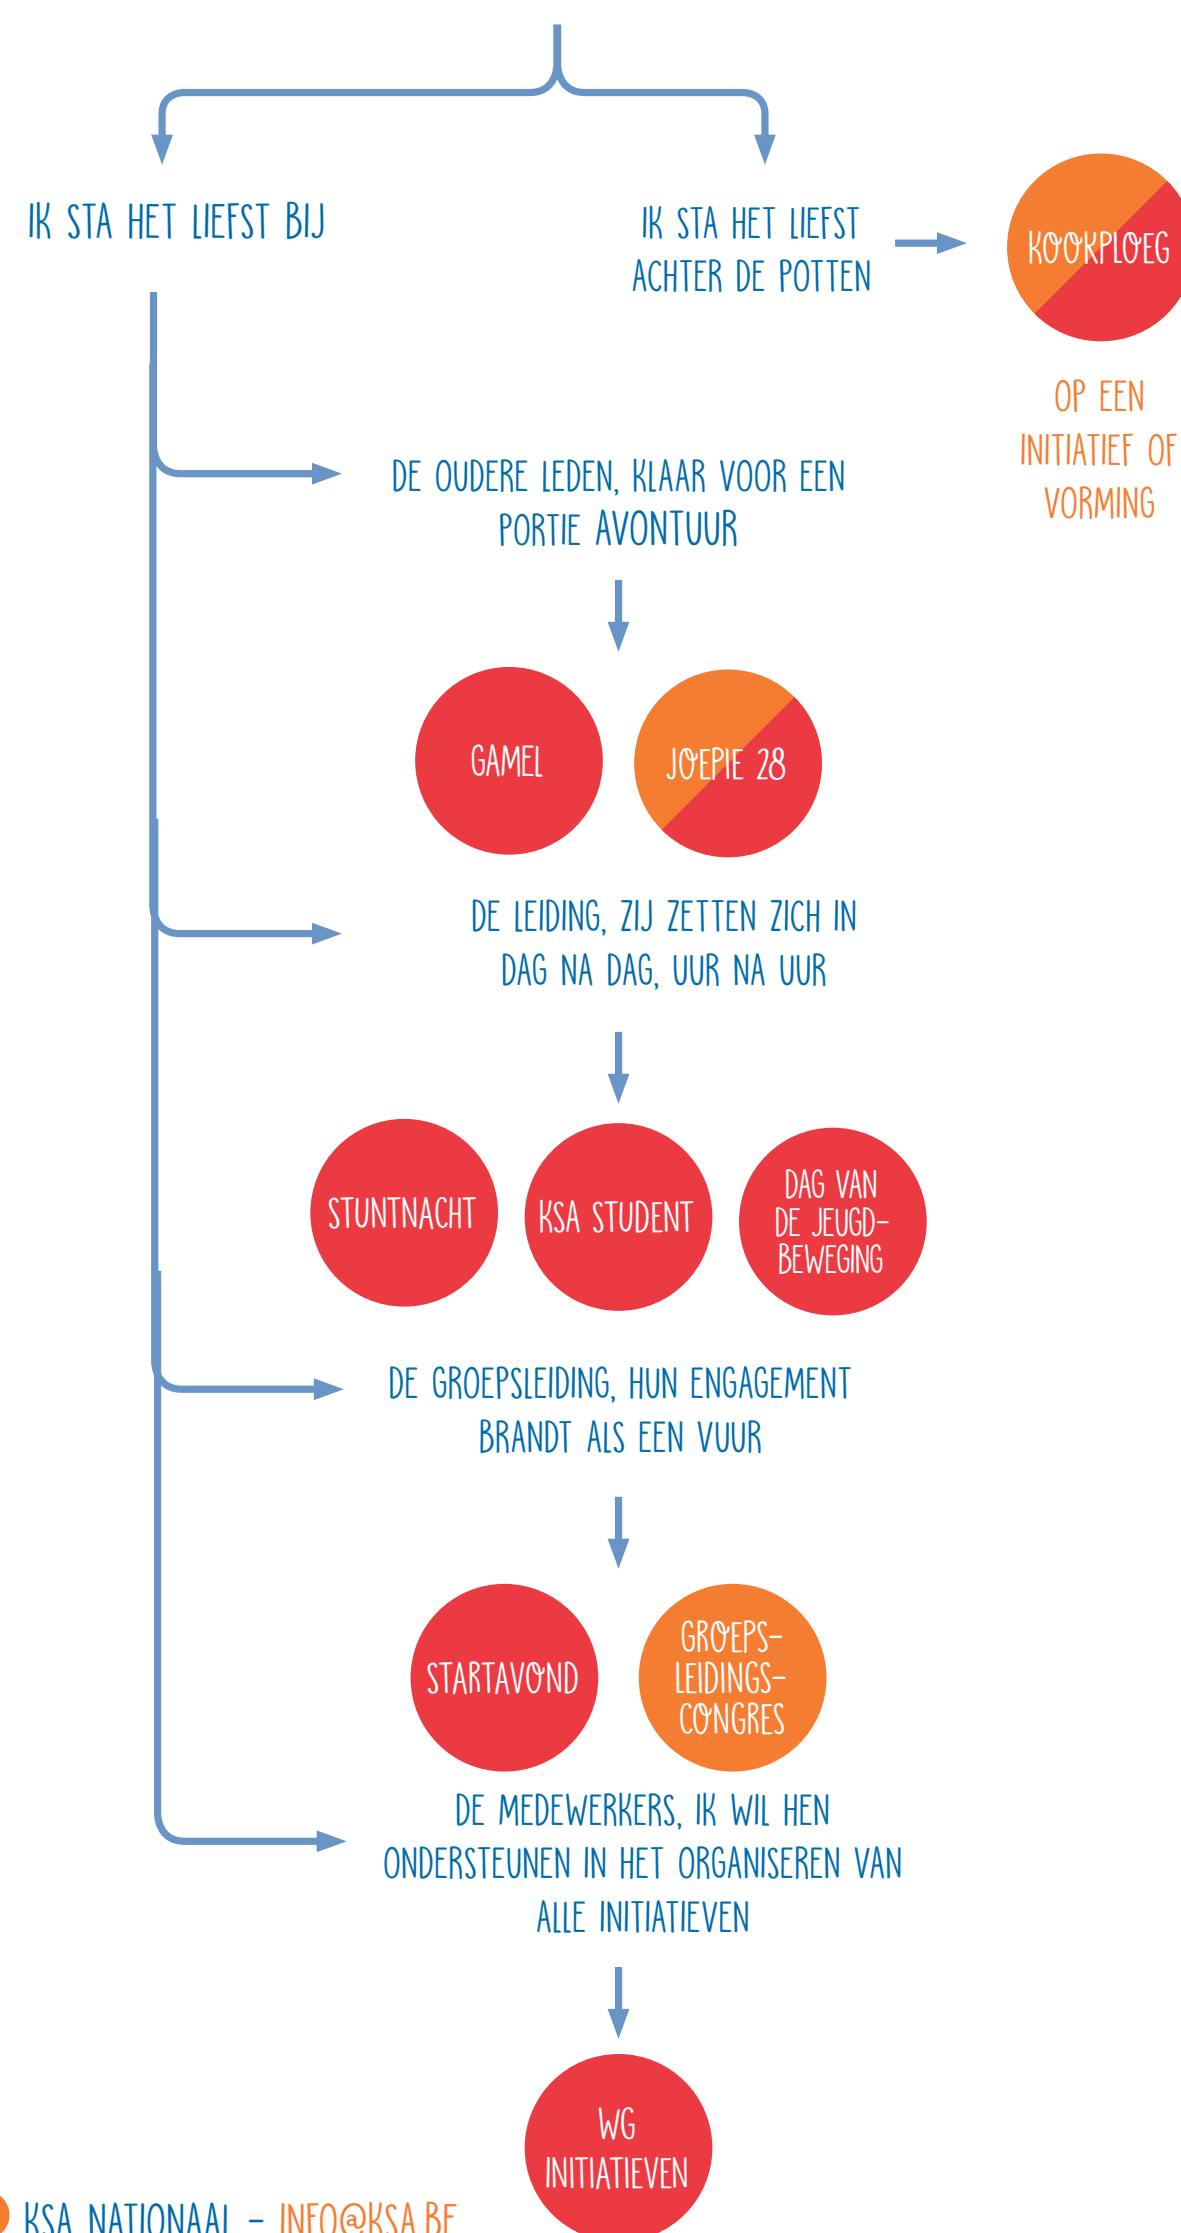 IK STA HET LIEFST BIJ
IK STA HET LIEFST
ACHTER DE POTTEN
KOOKPLOEG
OP EEN
INITIATIEF OF
VORMING
DE OUDERE LEDEN, KLAAR VOOR EEN
PORTIE AVONTUUR
GAMEL
JOEPIE 28
DE LEIDING, ZIJ ZETTEN ZICH IN
DAG NA DAG, UUR NA UUR
STUNTNACHT
KSA STUDENT
DAG VAN
DE JEUGD-
BEWEGING
DE GROEPSLEIDING, HUN ENGAGEMENT
BRANDT ALS EEN VUUR
STARTAVOND
GROEPS-
LEIDINGS-
CONGRES
DE MEDEWERKERS, IK WIL HEN
ONDERSTEUNEN IN HET ORGANISEREN VAN
ALLE INITIATIEVEN
WG
INITIATIEVEN
KSA NATIONAAL - INFO@KSA.BE